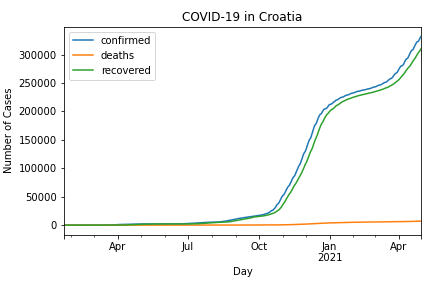 COVID-19 in Croatia
confirmed
deaths
recovered
Number of Cases
300000
250000
200000
150000
100000
50000
0
Apr
Jul
Oct
Jan
2021
Apr
Day